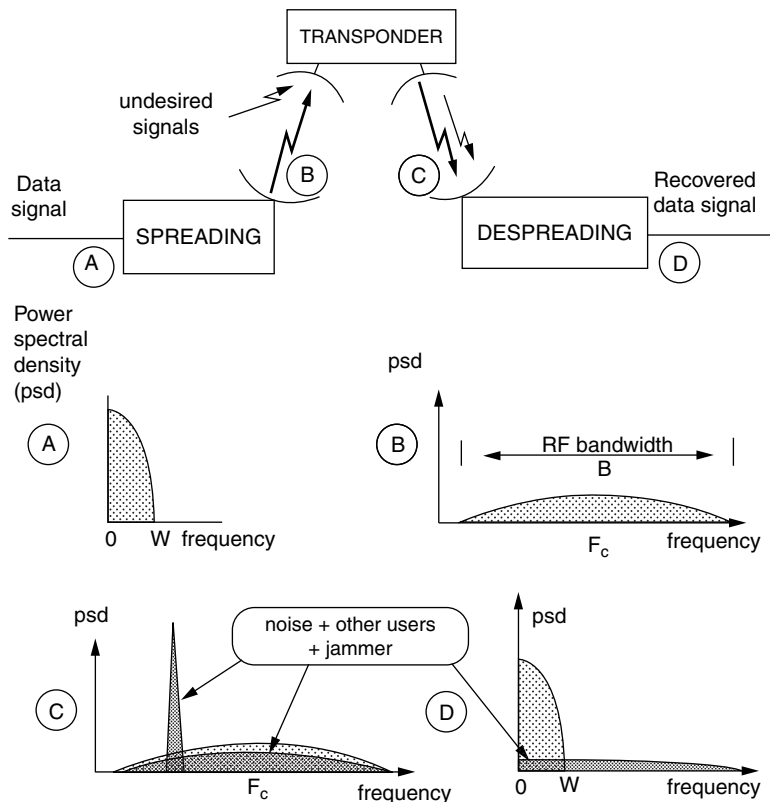 TRANSPONDER
undesired
signals
B
C
Data
signal
Recovered
data signal
SPREADING
DESPREADING
A
D
Power
spectral
density
(psd)
A
0 W frequency
psd
B
RF bandwidth
B
Fc frequency
psd
noise + other users
+ jammer
C
Fc frequency
psd
D
0 W frequency